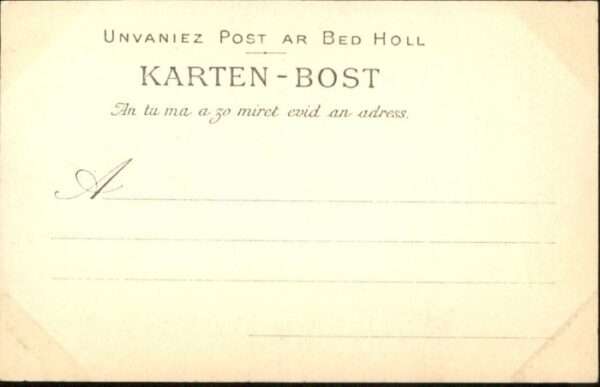 UNVANIEZ POST AR BED HOLL
KARTEN-BOST
An tu ma a zo miret evid an adress.
A